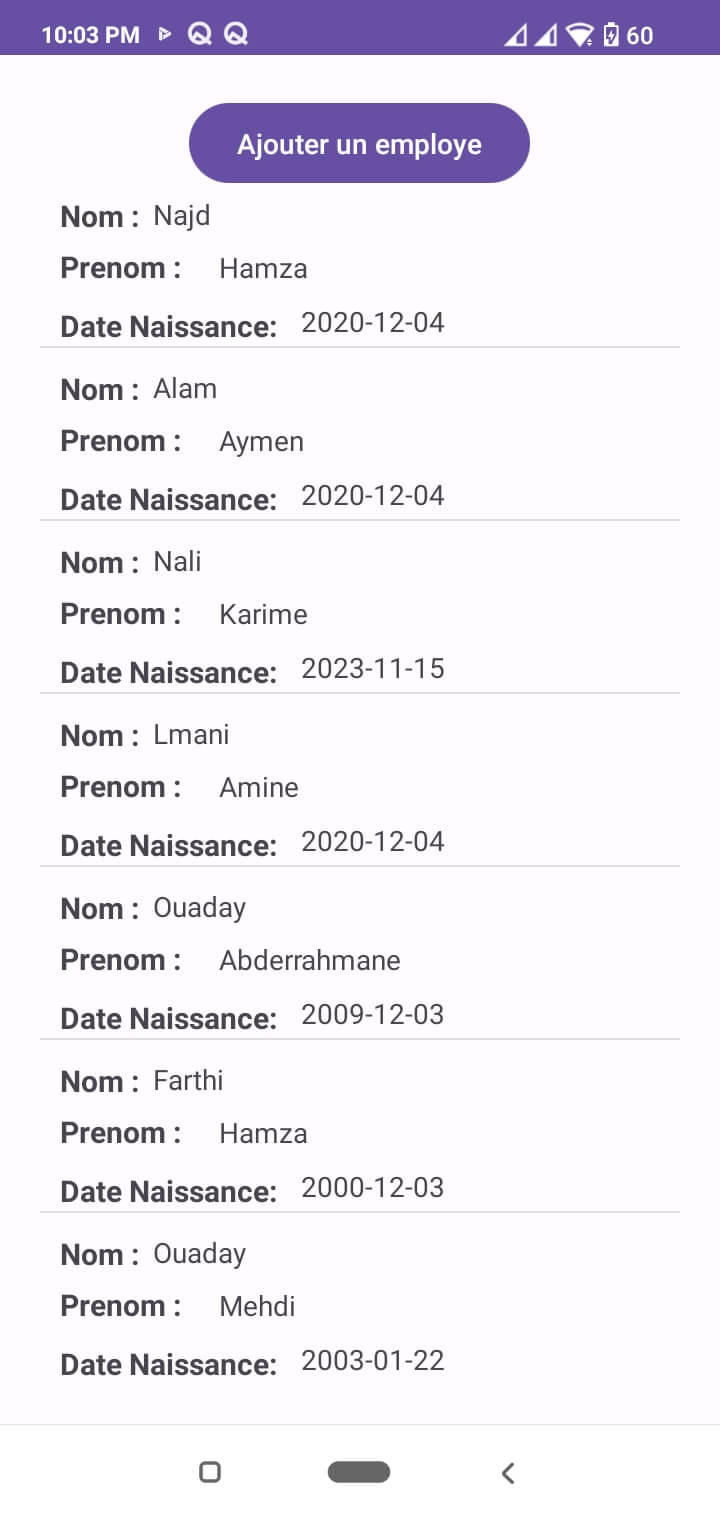 10:03 PM 60
Ajouter un employe
Nom : Najd
Prenom : Hamza
Date Naissance: 2020-12-04
Nom : Alam
Prenom : Aymen
Date Naissance: 2020-12-04
Nom : Nali
Prenom : Karime
Date Naissance: 2023-11-15
Nom : Lmani
Prenom : Amine
Date Naissance: 2020-12-04
Nom : Ouaday
Prenom : Abderrahmane
Date Naissance: 2009-12-03
Nom : Farthi
Prenom : Hamza
Date Naissance: 2000-12-03
Nom : Ouaday
Prenom : Mehdi
Date Naissance: 2003-01-22